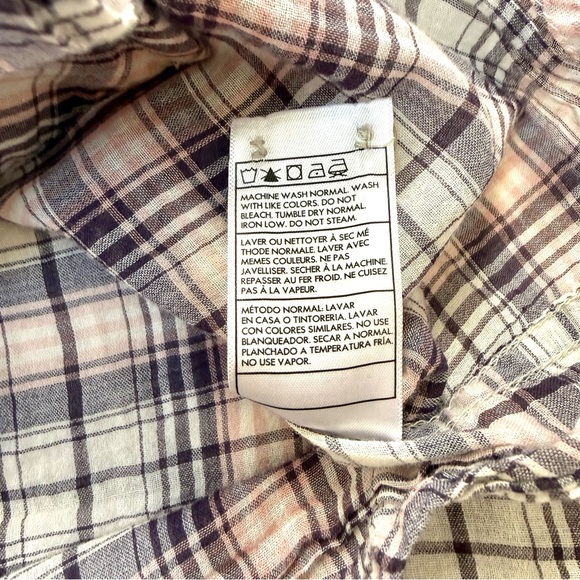 MACHINE WASH NORMAL. WASH
WITH LIKE COLORS. DO NOT
BLEACH. TUMBLE DRY NORMAL.
IRON LOW. DO NOT STEAM.
LAVER OU NETTOYER À SEC MÉ
THODE NORMALE. LAVER AVEC
MEMES COULEURS. NE PAS
JAVELLISER. SÉCHER À LA MACHINE.
REPASSER AU FER FROID. NE CUISEZ
PAS À LA VAPEUR.
MÉTODO NORMAL: LAVAR
EN CASA O TINTORERIA. LAVAR
CON COLORES SIMILARES. NO USE
BLANQUEADOR. SECAR A NORMAL.
PLANCHADO A TEMPERATURA FRÍA.
NO USE VAPOR.